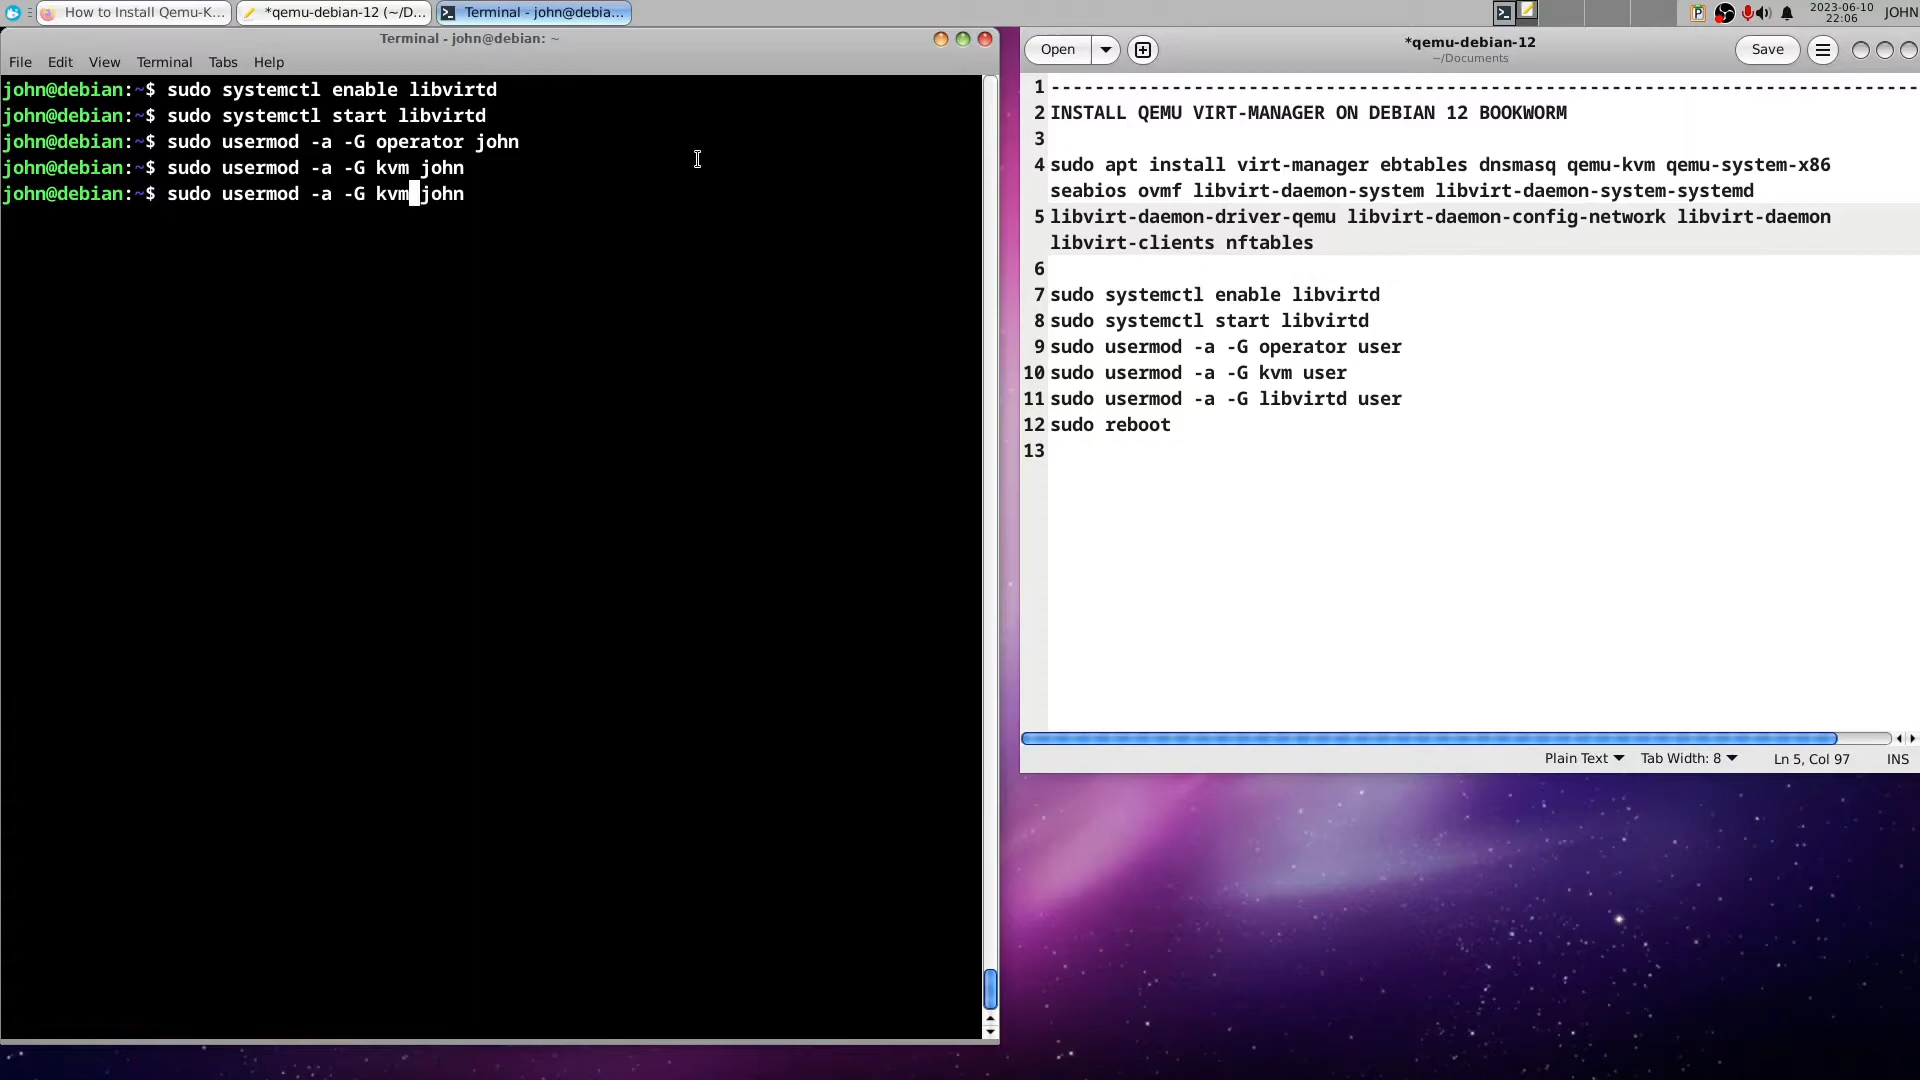 How to Install Qemu-K...
*qemu-debian-12 (~/D...
Terminal - john@debia...
2023-06-10
22:06
JOHN
Terminal - john@debian: ~
File Edit View Terminal Tabs Help
john@debian:~$ sudo systemctl enable libvirtd
john@debian:~$ sudo systemctl start libvirtd
john@debian:~$ sudo usermod -a -G operator john
john@debian:~$ sudo usermod -a -G kvm john
john@debian:~$ sudo usermod -a -G kvm john
Open
*qemu-debian-12
~/Documents
Save
1 --------------------------------------------------------------------------------
2 INSTALL QEMU VIRT-MANAGER ON DEBIAN 12 BOOKWORM
3
4 sudo apt install virt-manager ebtables dnsmasq qemu-kvm qemu-system-x86
seabios ovmf libvirt-daemon-system libvirt-daemon-system-systemd
5 libvirt-daemon-driver-qemu libvirt-daemon-config-network libvirt-daemon
libvirt-clients nftables
6
7 sudo systemctl enable libvirtd
8 sudo systemctl start libvirtd
9 sudo usermod -a -G operator user
10 sudo usermod -a -G kvm user
11 sudo usermod -a -G libvirtd user
12 sudo reboot
13
Plain Text Tab Width: 8 Ln 5, Col 97 INS